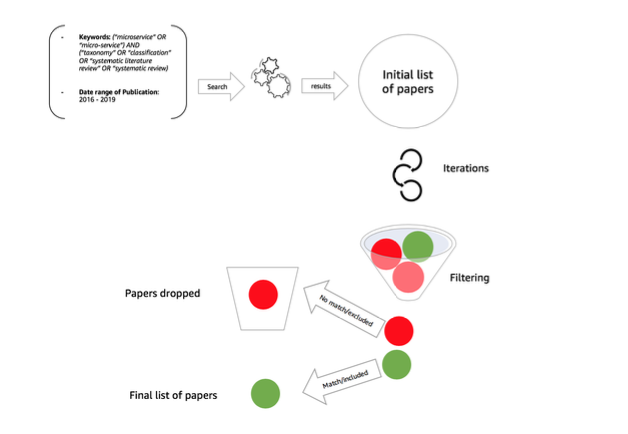 - Keywords: ("microservice" OR
"micro-service") AND
("taxonomy" OR "classification"
OR "systematic literature
review" OR "systematic review)
- Date range of Publication:
2016 - 2019
Search
results
Initial list
of papers
Iterations
Filtering
Papers dropped
No match/excluded
Match/included
Final list of papers